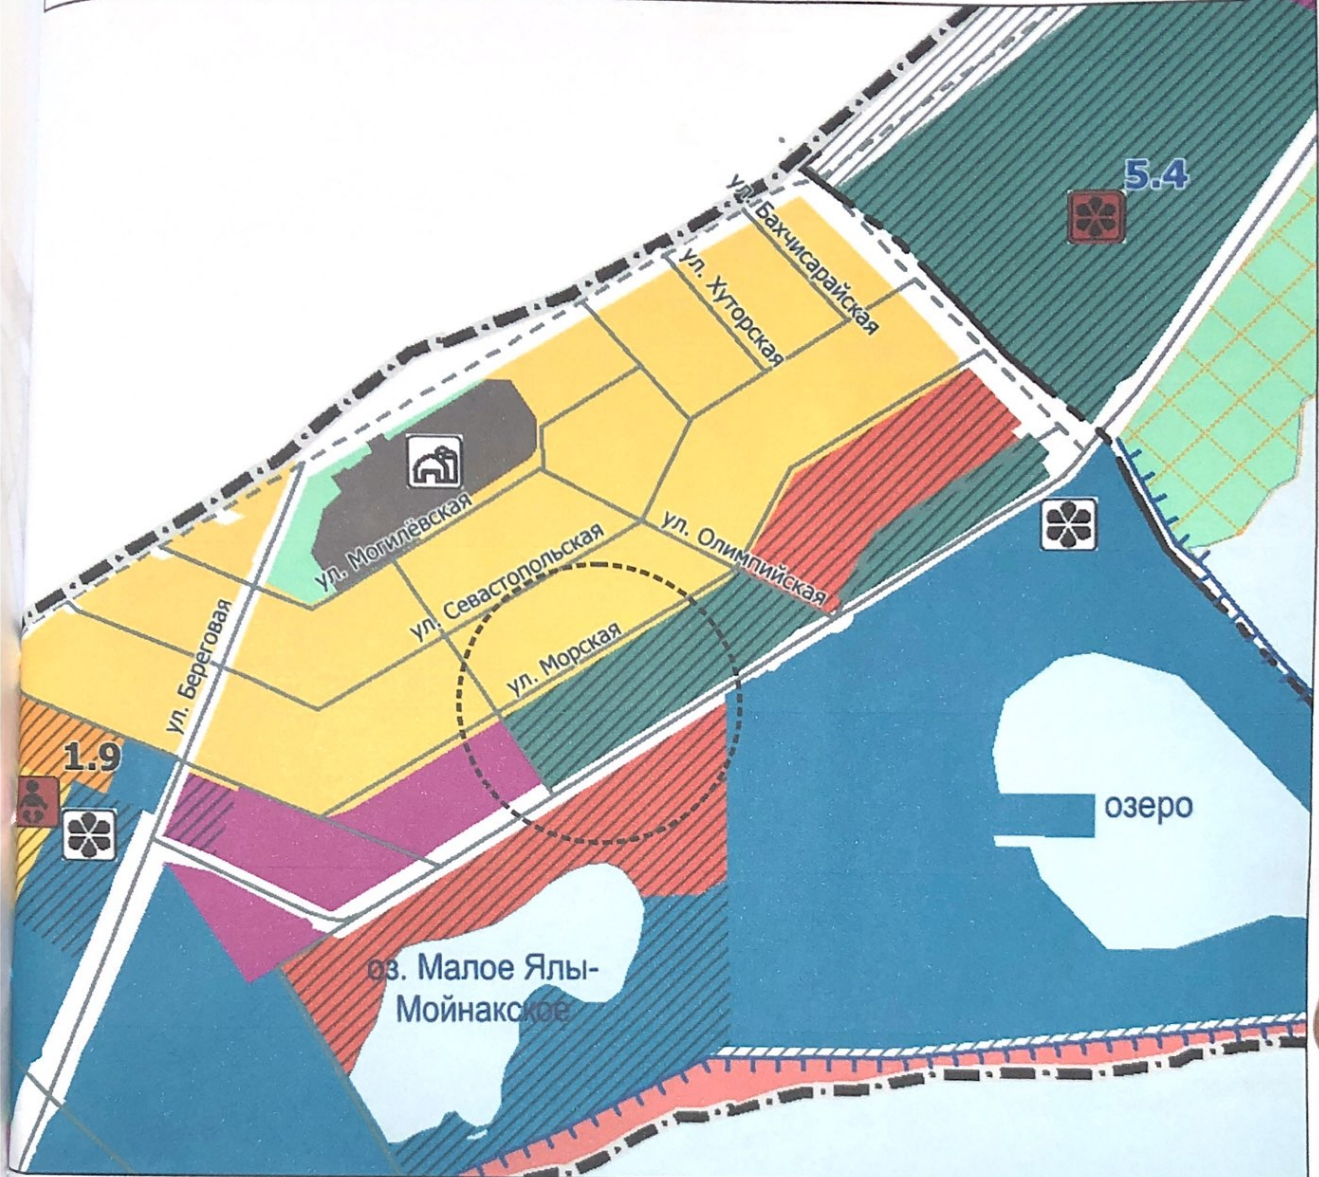 5.4
ул. Бахчисарайская
ул. Хуторская
ул. Могилёвская
ул. Севастопольская
ул. Олимпийская
ул. Береговая
ул. Морская
1.9
озеро
оз. Малое Ялы-
Мойнакское